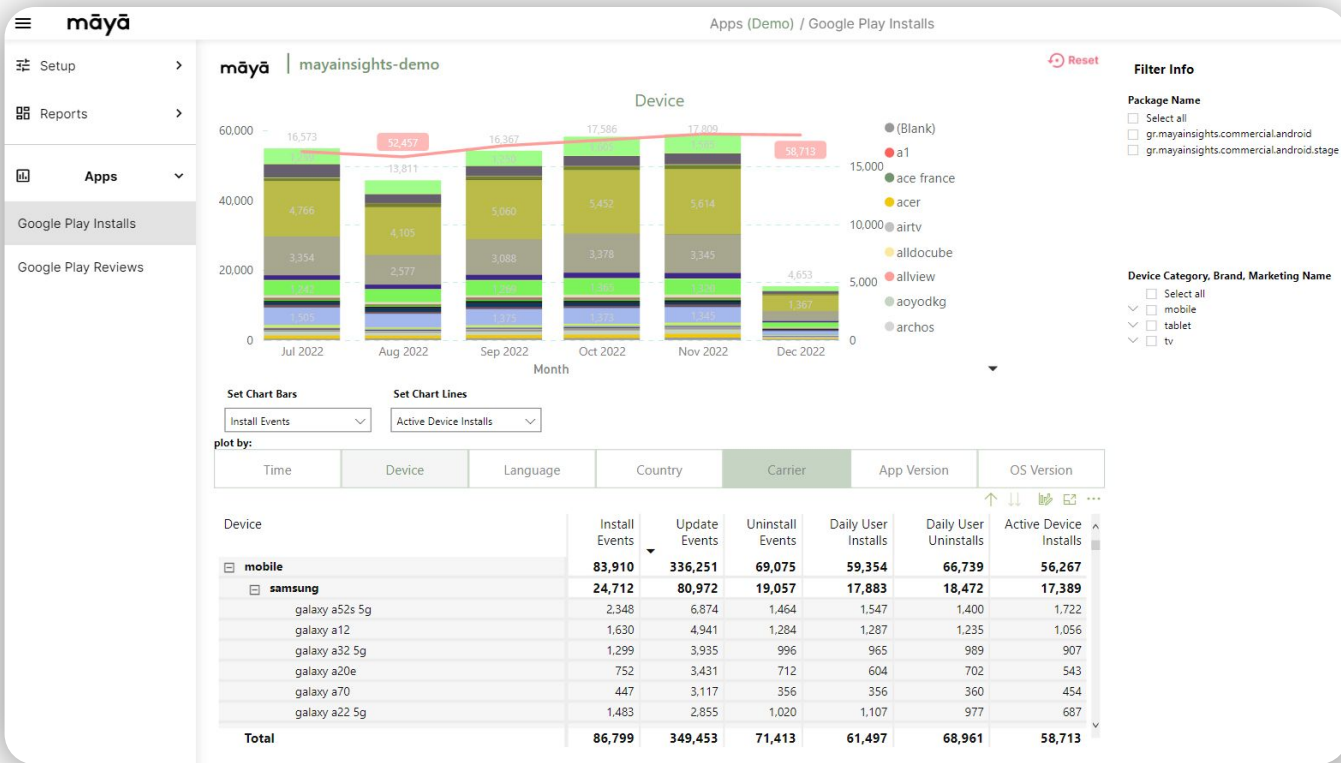 māyā
Apps (Demo) / Google Play Installs
Setup
Reports
Apps
Google Play Installs
Google Play Reviews
māyā | mayainsights-demo
Reset
Device
60,000
40,000
20,000
0
16,573
52,457
13,811
16,367
17,586
17,809
58,713
4,653
4,766
4,105
5,060
5,452
5,614
1,367
3,354
2,577
3,088
3,378
3,345
1,242
1,505
1,375
1,373
1,345
15,000
10,000
5,000
0
Jul 2022
Aug 2022
Sep 2022
Oct 2022
Nov 2022
Dec 2022
Month
(Blank)
a1
ace france
acer
airtv
alldocube
allview
aoyodkg
archos
Set Chart Bars
Set Chart Lines
Install Events
Active Device Installs
plot by:
Time Device Language Country Carrier App Version OS Version
Device Install Events Update Events Uninstall Events Daily User Installs Daily User Uninstalls Active Device Installs
mobile 83,910 336,251 69,075 59,354 66,739 56,267
samsung 24,712 80,972 19,057 17,883 18,472 17,389
galaxy a52s 5g 2,348 6,874 1,464 1,547 1,400 1,722
galaxy a12 1,630 4,941 1,284 1,287 1,235 1,056
galaxy a32 5g 1,299 3,935 996 965 989 907
galaxy a20e 752 3,431 712 604 702 543
galaxy a70 447 3,117 356 356 360 454
galaxy a22 5g 1,483 2,855 1,020 1,107 977 687
Total 86,799 349,453 71,413 61,497 68,961 58,713
Filter Info
Package Name
Select all
gr.mayainsights.commercial.android
gr.mayainsights.commercial.android.stage
Device Category, Brand, Marketing Name
Select all
mobile
tablet
tv